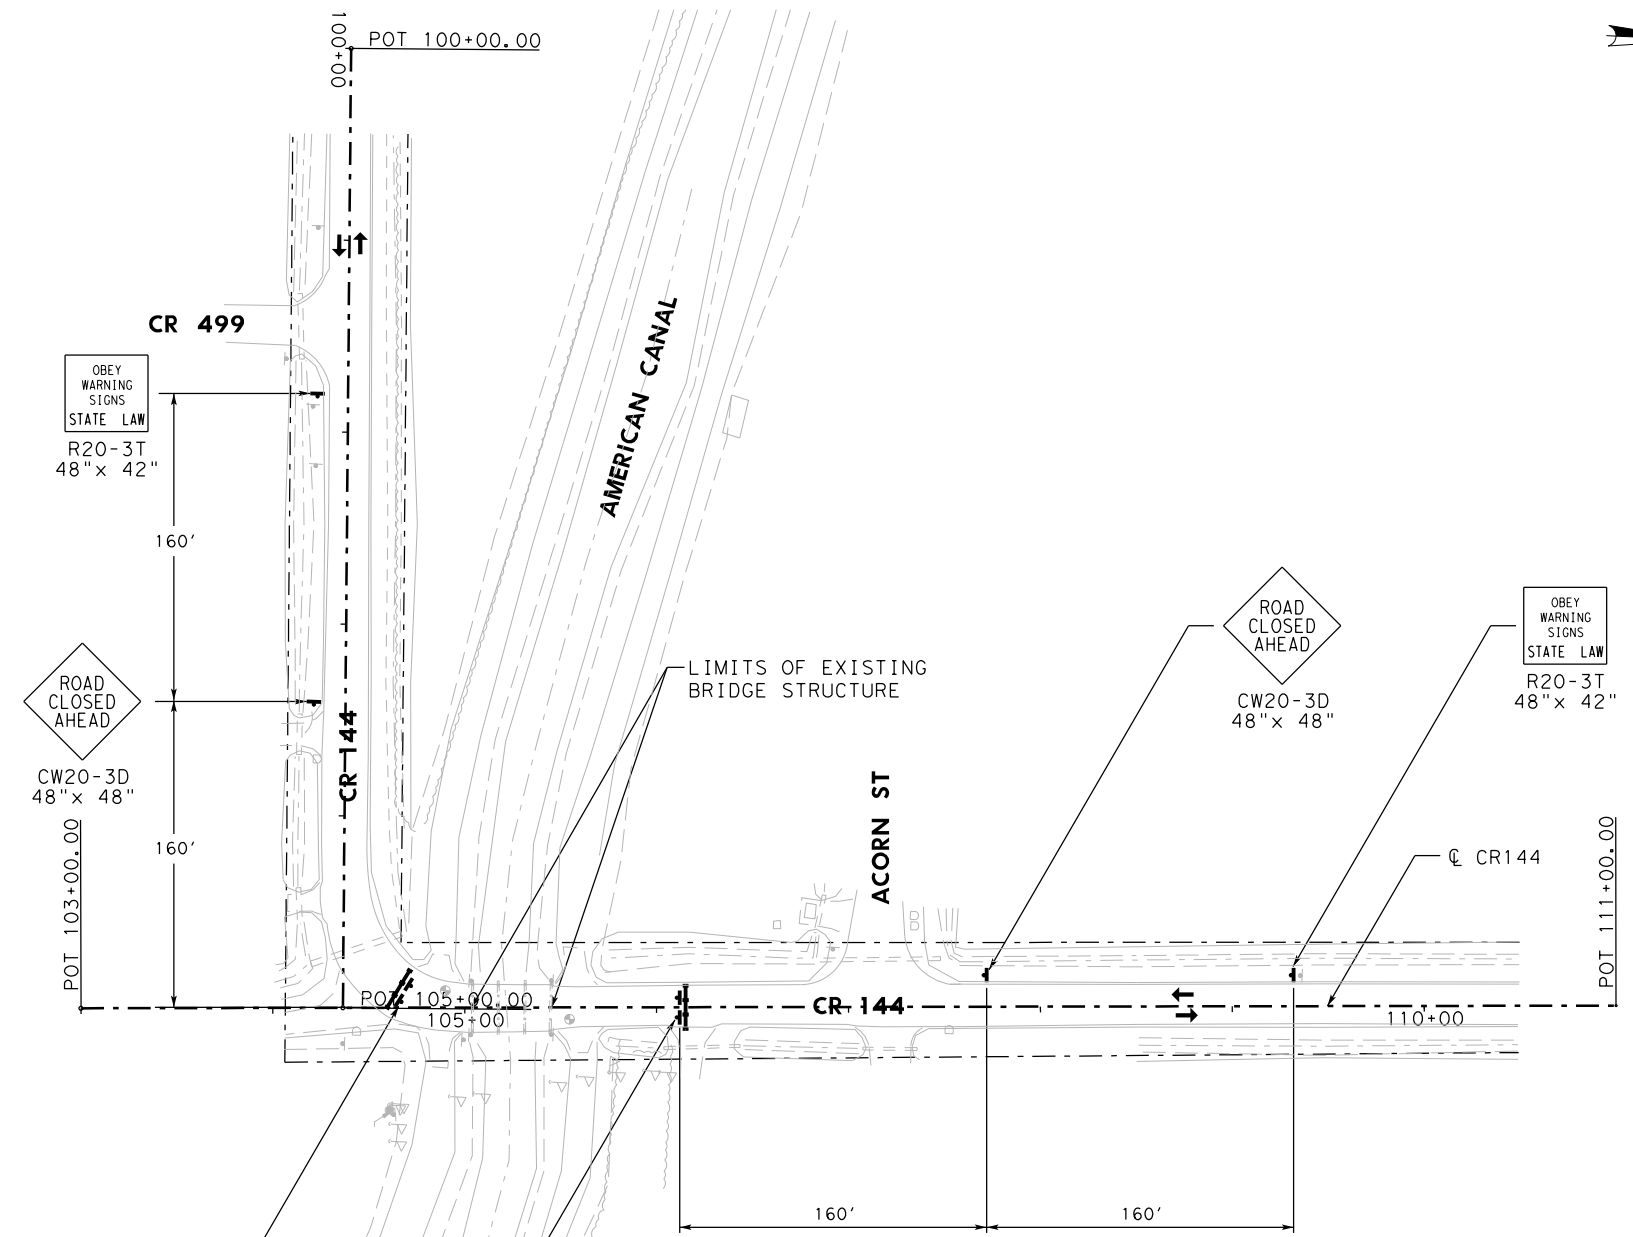 100+00
POT 100+00.00
CR 499
OBEY
WARNING
SIGNS
STATE LAW
R20-3T
48"x 42"
160'
AMERICAN CANAL
ROAD
CLOSED
AHEAD
CW20-3D
48"x 48"
CR 144
160'
POT 103+00.00
LIMITS OF EXISTING
BRIDGE STRUCTURE
ROAD
CLOSED
AHEAD
CW20-3D
48"x 48"
OBEY
WARNING
SIGNS
STATE LAW
R20-3T
48"x 42"
ACORN ST
℄ CR144
POT 111+00.00
POT 105+00.00
105+00
CR 144
110+00
160'
160'